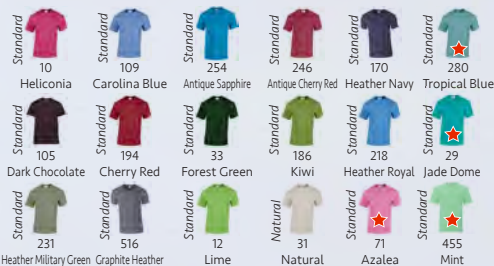 Standard Standard Standard Standard Standard Standard
10 109 254 246 170 280
Heliconia Carolina Blue Antique Sapphire Antique Cherry Red Heather Navy Tropical Blue
Standard Standard Standard Standard Standard Standard
105 194 33 186 218 29
Dark Chocolate Cherry Red Forest Green Kiwi Heather Royal Jade Dome
Standard Standard Standard Natural Standard Standard
231 516 12 31 71 455
Heather Military Green Graphite Heather Lime Natural Azalea Mint